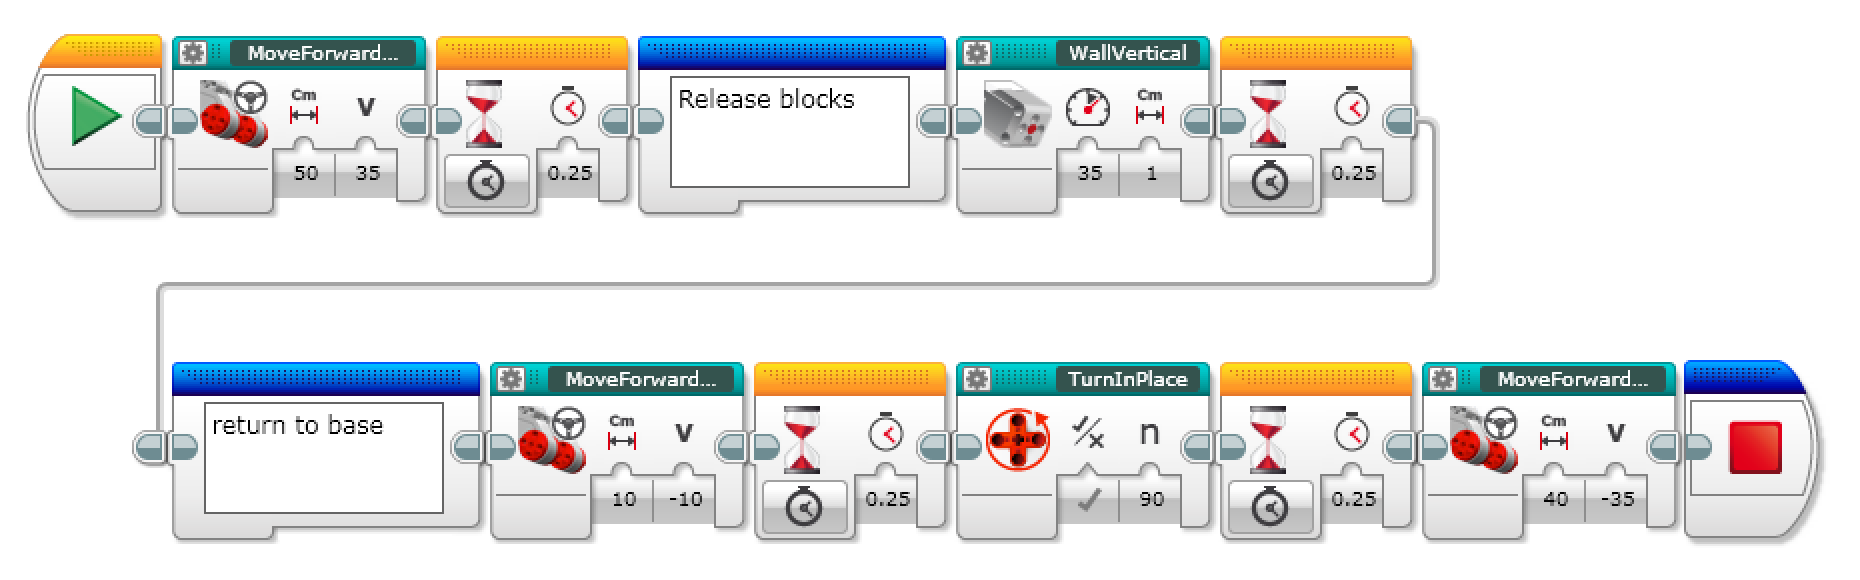 MoveForward... WallVertical
Cm V Release blocks Cm
50 35 0.25 35 1 0.25
MoveForward... TurnInPlace MoveForward...
return to base Cm V n Cm V
10 -10 0.25 90 0.25 40 -35